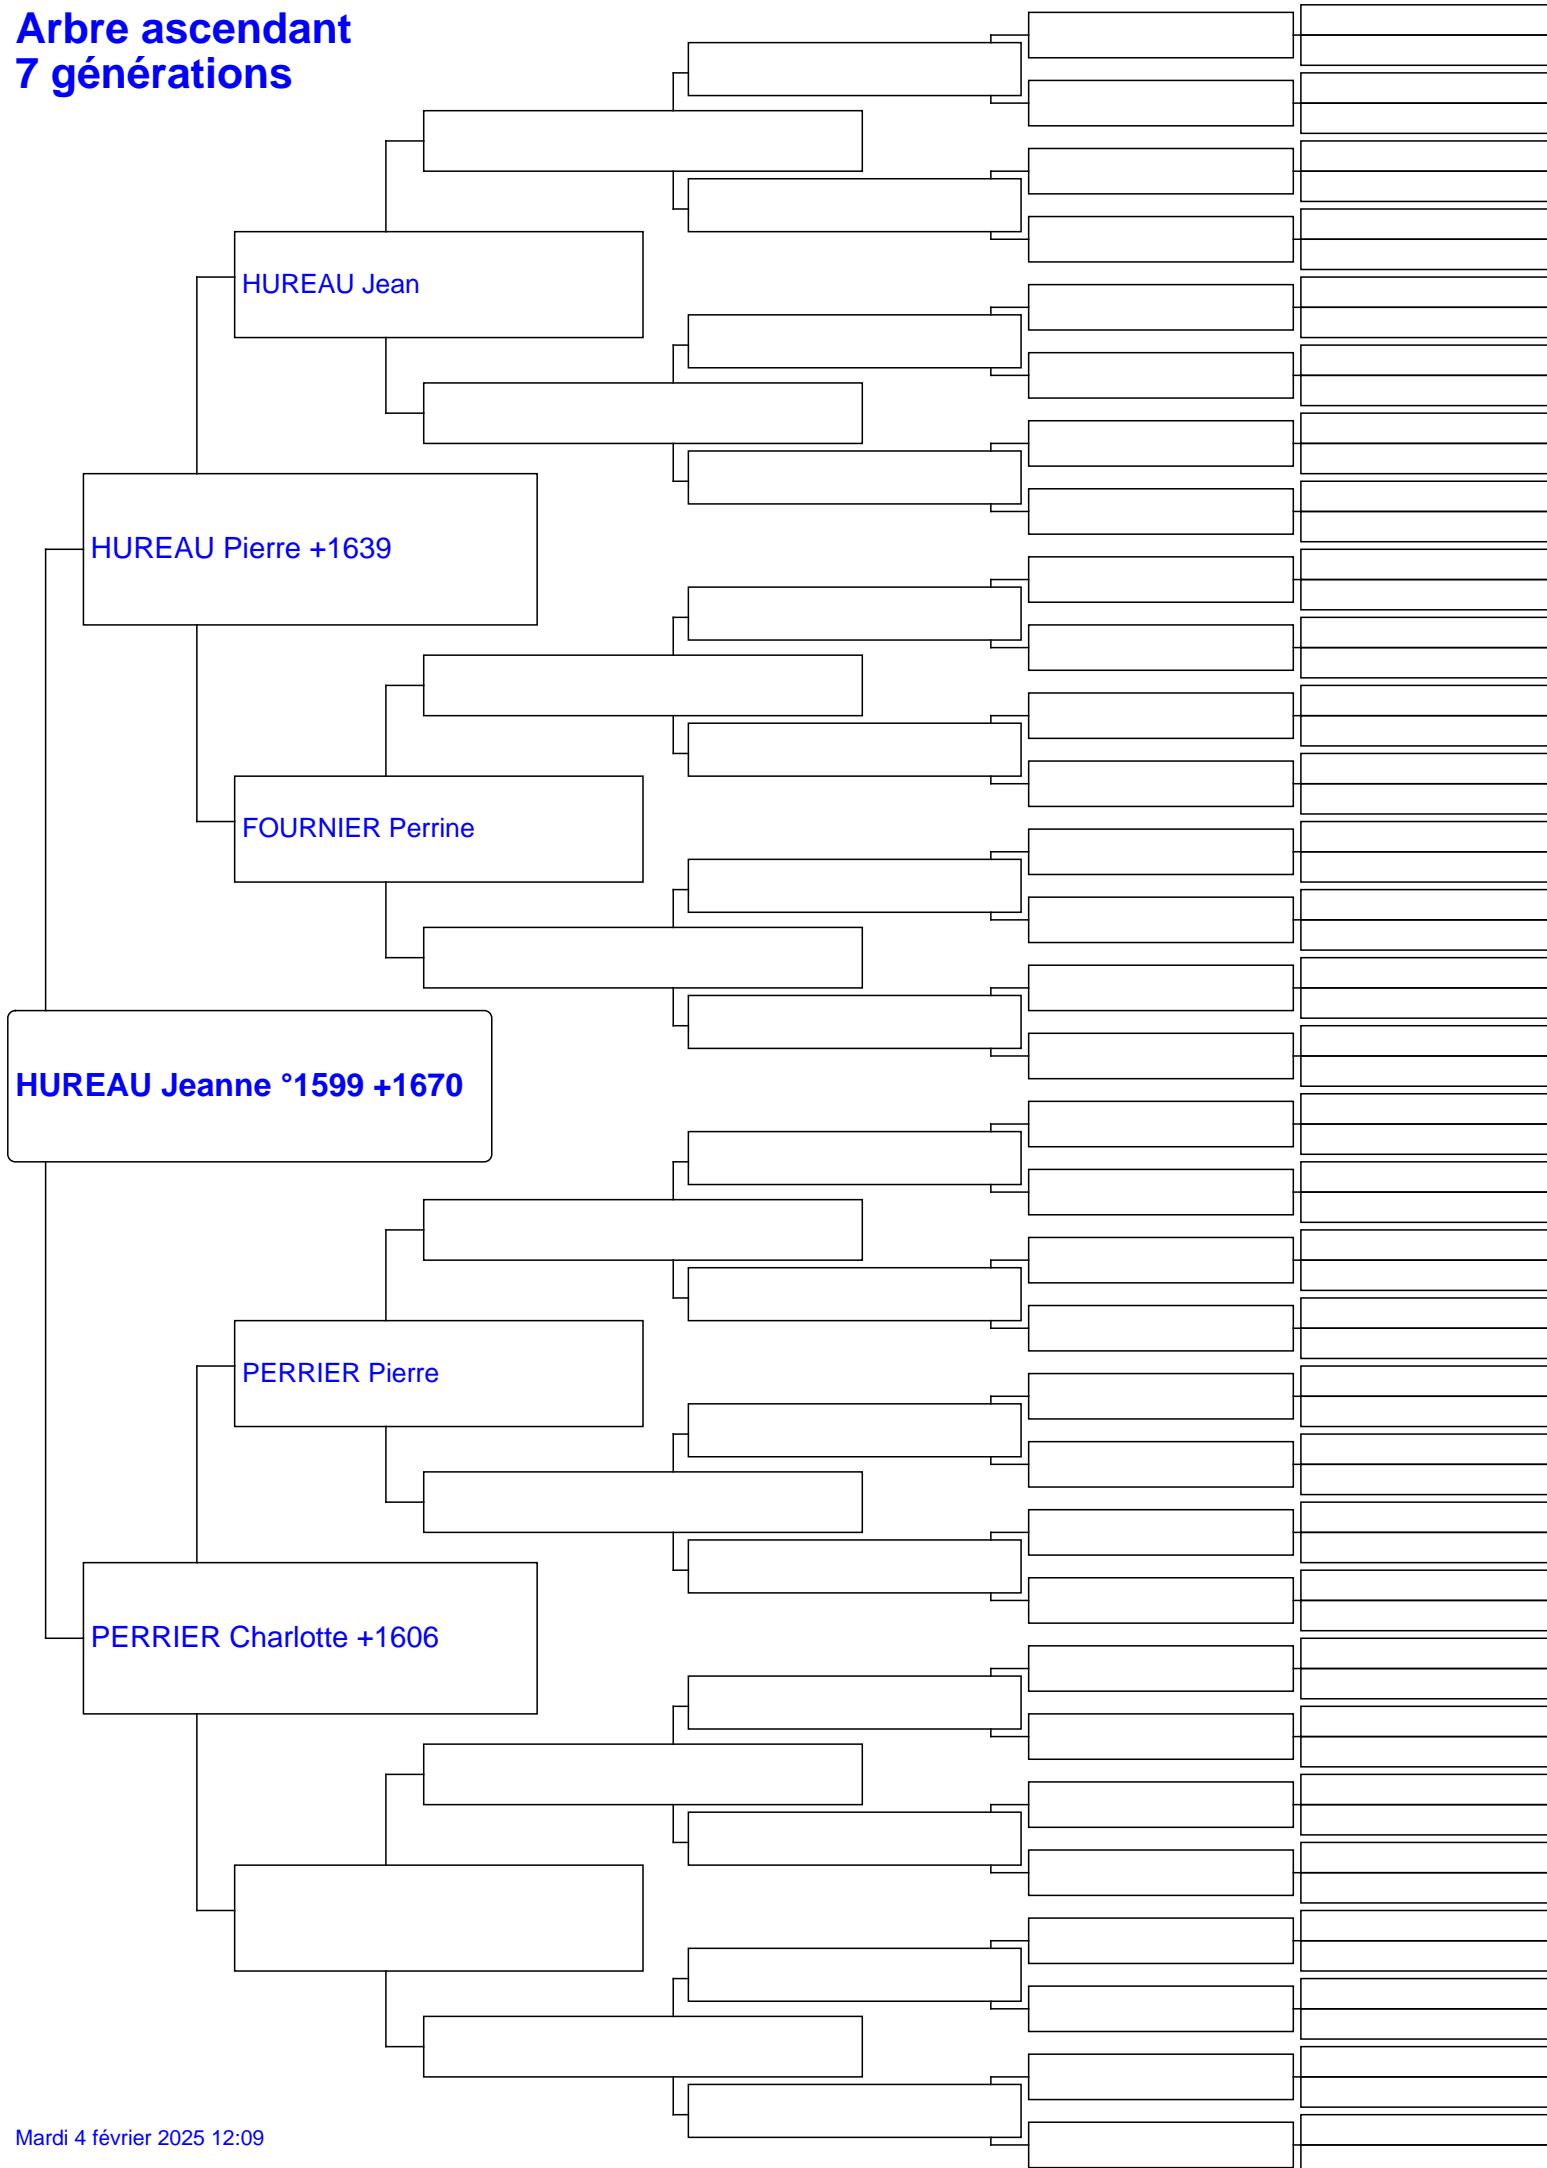 Arbre ascendant
7 générations
HUREAU Jean
HUREAU Pierre +1639
FOURNIER Perrine
HUREAU Jeanne °1599 +1670
PERRIER Pierre
PERRIER Charlotte +1606
Mardi 4 février 2025 12:09